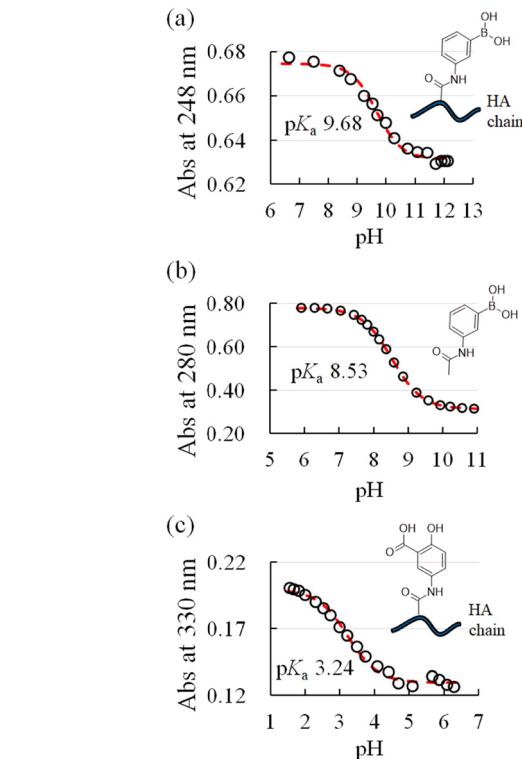 (a)
Abs at 248 nm
0.68
0.66
0.64
0.62
pKa 9.68
6 7 8 9 10 11 12 13
pH
B
OH
OH
NH
O
HA
chain
(b)
Abs at 280 nm
0.80
0.60
0.40
0.20
pKa 8.53
5 6 7 8 9 10 11
pH
OH
B
OH
NH
O
(c)
Abs at 330 nm
0.22
0.17
0.12
pKa 3.24
1 2 3 4 5 6 7
pH
OH OH
O
NH
O
HA
chain